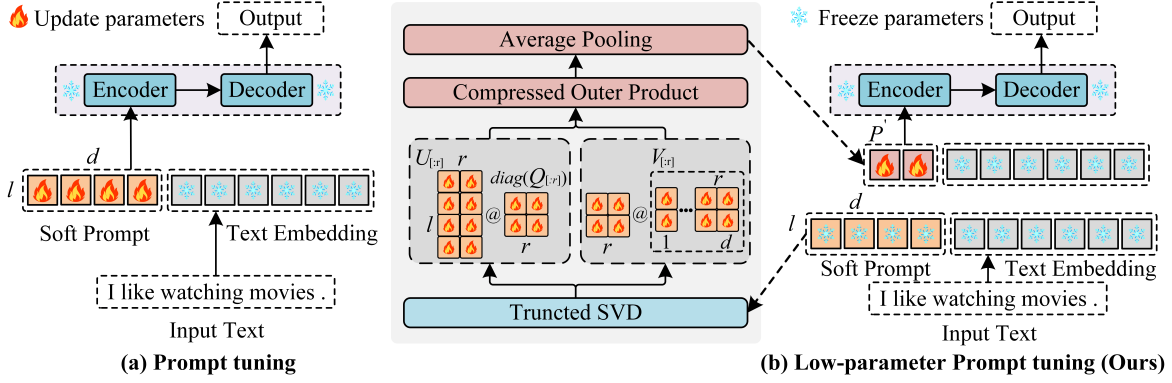 Update parameters
Output
Encoder
Decoder
d
l
Soft Prompt
Text Embedding
I like watching movies .
Input Text
(a) Prompt tuning
Average Pooling
Compressed Outer Product
U[:r]
r
diag(Q[:r])
l
@
r
V[:r]
r
@
...
r
1
d
Truncted SVD
Freeze parameters
Output
Encoder
Decoder
P'
d
l
Soft Prompt
Text Embedding
I like watching movies .
Input Text
(b) Low-parameter Prompt tuning (Ours)